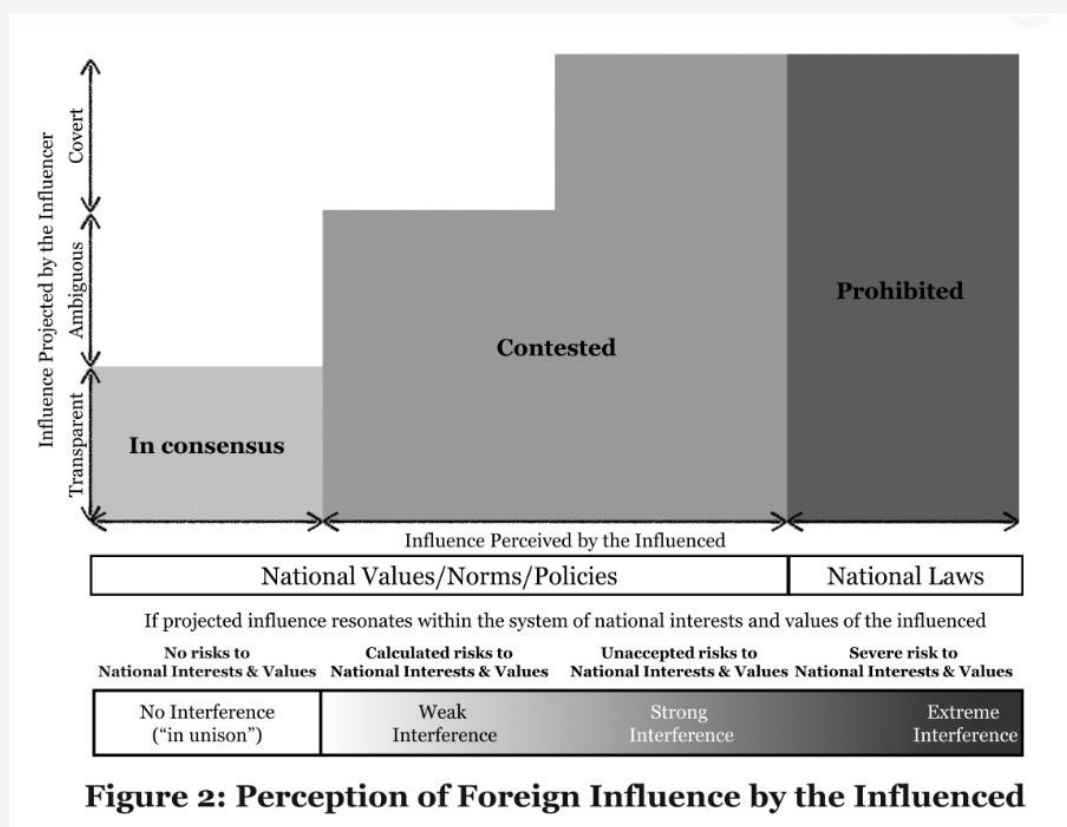 Influence Projected by the Influencer
Covert
Ambiguous
Transparent
In consensus
Contested
Prohibited
Influence Perceived by the Influenced
National Values/Norms/Policies
National Laws
If projected influence resonates within the system of national interests and values of the influenced
No risks to
National Interests & Values
Calculated risks to
National Interests & Values
Unaccepted risks to
National Interests & Values
Severe risk to
National Interests & Values
No Interference
(“in unison”)
Weak
Interference
Strong
Interference
Extreme
Interference
Figure 2: Perception of Foreign Influence by the Influenced